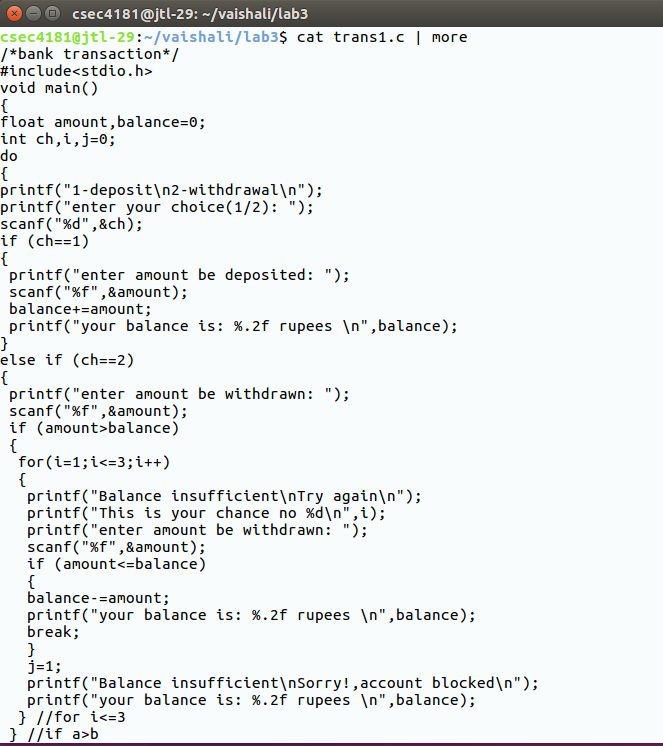 csec4181@jtl-29: ~/vaishali/lab3
csec4181@jtl-29:~/vaishali/lab3$ cat trans1.c | more
/*bank transaction*/
#include<stdio.h>
void main()
{
float amount,balance=0;
int ch,i,j=0;
do
{
printf("1-deposit\n2-withdrawal\n");
printf("enter your choice(1/2): ");
scanf("%d",&ch);
if (ch==1)
{
 printf("enter amount be deposited: ");
 scanf("%f",&amount);
 balance+=amount;
 printf("your balance is: %.2f rupees \n",balance);
}
else if (ch==2)
{
 printf("enter amount be withdrawn: ");
 scanf("%f",&amount);
 if (amount>balance)
 {
  for(i=1;i<=3;i++)
  {
   printf("Balance insufficient\nTry again\n");
   printf("This is your chance no %d\n",i);
   printf("enter amount be withdrawn: ");
   scanf("%f",&amount);
   if (amount<=balance)
   {
   balance-=amount;
   printf("your balance is: %.2f rupees \n",balance);
   break;
   }
   j=1;
   printf("Balance insufficient\nSorry!,account blocked\n");
   printf("your balance is: %.2f rupees \n",balance);
  } //for i<=3
 } //if a>b